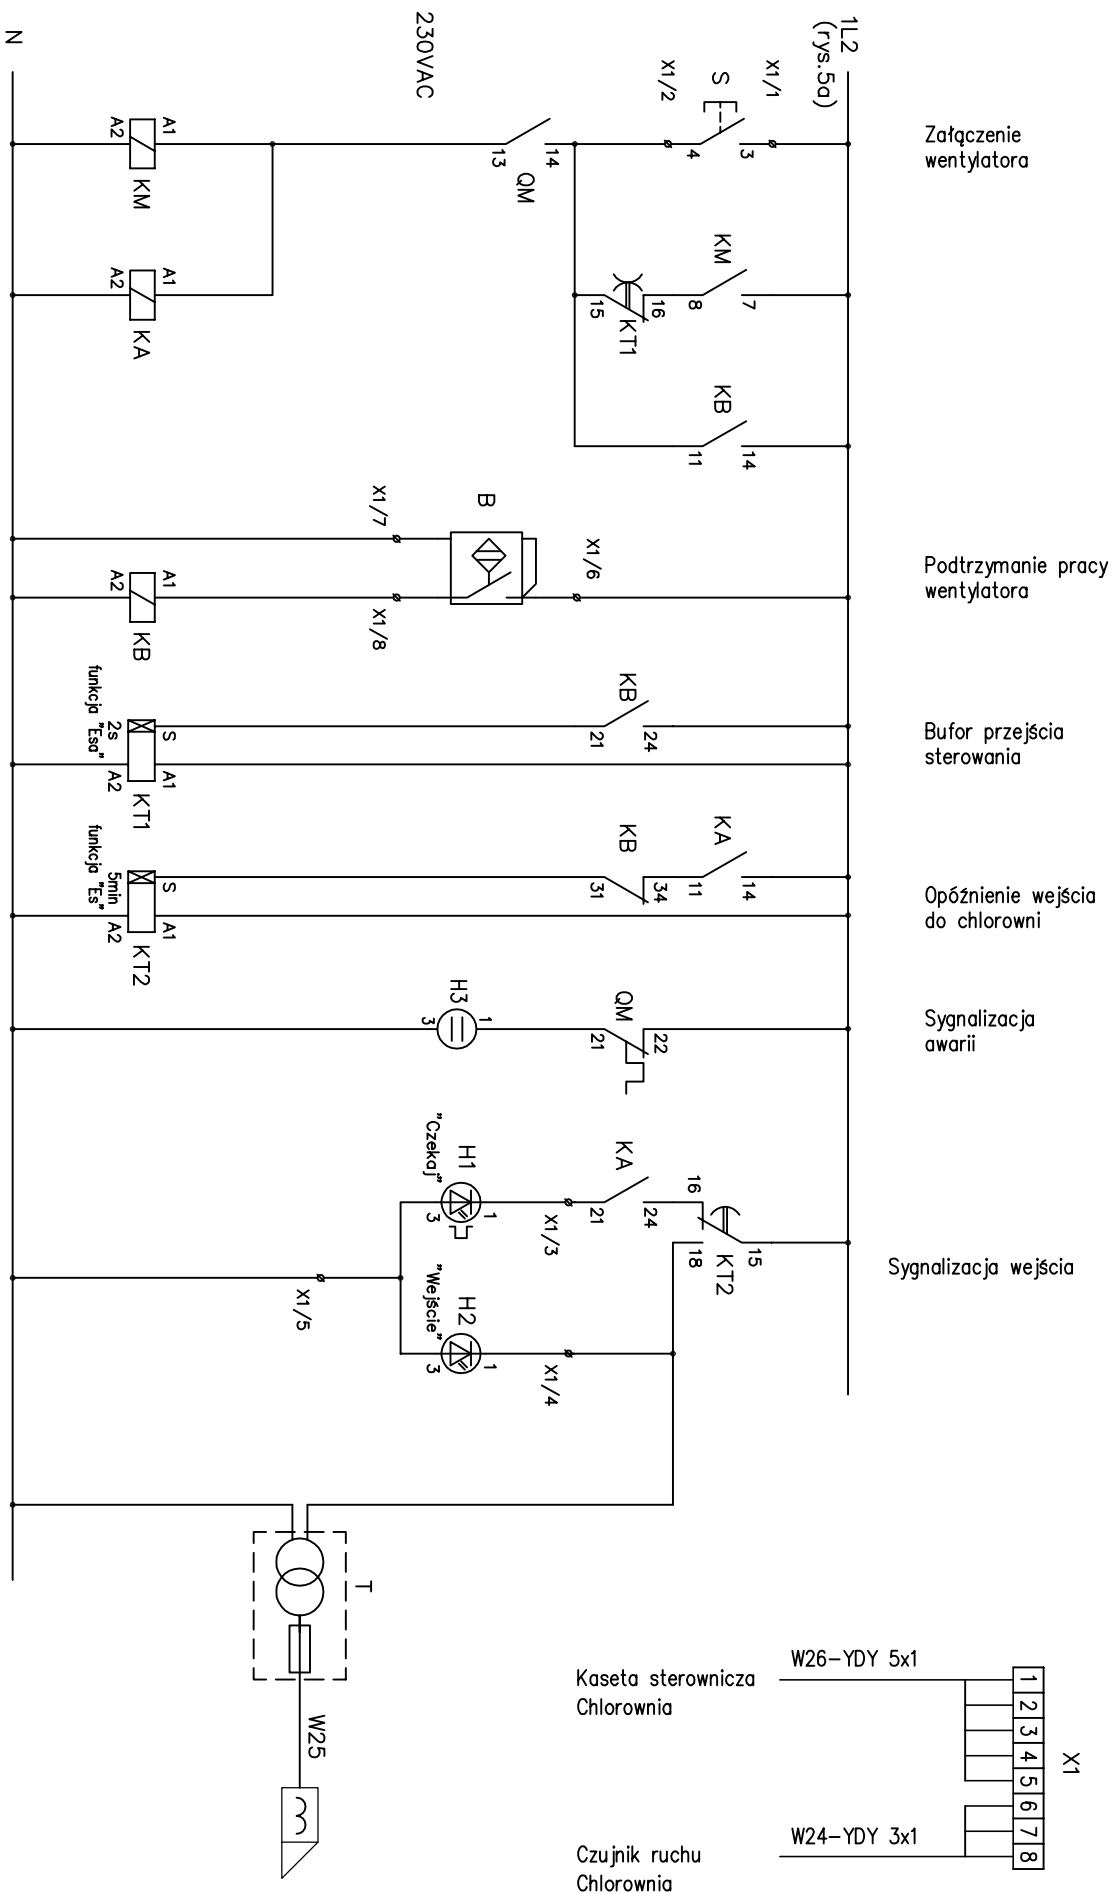 1L2
(rys.5a)
230VAC
N
Załączenie
wentylatora
X1/1
S
X1/2
3
4
14
13
QM
A1
A2
KM
KM
7
8
16
15
KT1
A1
A2
KA
KB
14
11
Podtrzymanie pracy
wentylatora
X1/6
B
X1/7
X1/8
A1
A2
KB
Bufor przejścia
sterowania
KB
24
21
S
2s
funkcja "Esa"
A1
A2
KT1
Opóźnienie wejścia
do chlorowni
KA
14
11
KB
34
31
S
5min
funkcja "Es"
A1
A2
KT2
Sygnalizacja
awarii
QM
22
21
H3
1
3
Sygnalizacja wejścia
15
16
18
KT2
KA
24
21
X1/3
H1
1
3
"Czekaj"
X1/4
H2
1
3
"Wejście"
X1/5
T
W25
X1
1
2
3
4
5
6
7
8
W26-YDY 5x1
Kaseta sterownicza
Chlorownia
W24-YDY 3x1
Czujnik ruchu
Chlorownia